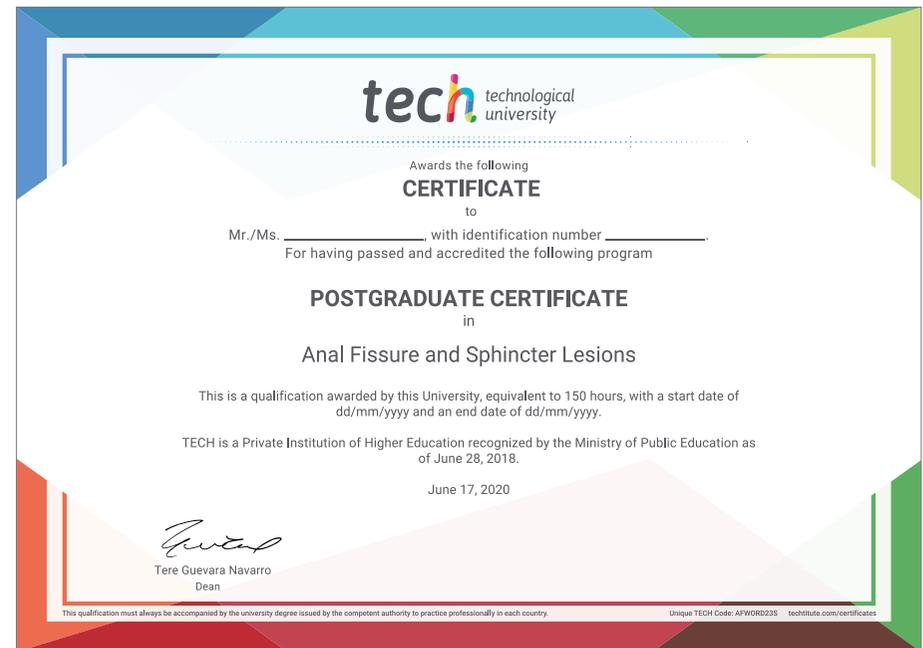 tech technological
university
Awards the following
CERTIFICATE
to
Mr./Ms. ____________________, with identification number ______________.
For having passed and accredited the following program
POSTGRADUATE CERTIFICATE
in
Anal Fissure and Sphincter Lesions
This is a qualification awarded by this University, equivalent to 150 hours, with a start date of
dd/mm/yyyy and an end date of dd/mm/yyyy.
TECH is a Private Institution of Higher Education recognized by the Ministry of Public Education as
of June 28, 2018.
June 17, 2020
Tere Guevara Navarro
Dean
This qualification must always be accompanied by the university degree issued by the competent authority to practice professionally in each country. Unique TECH Code: AFWORD23S techtitute.com/certificates